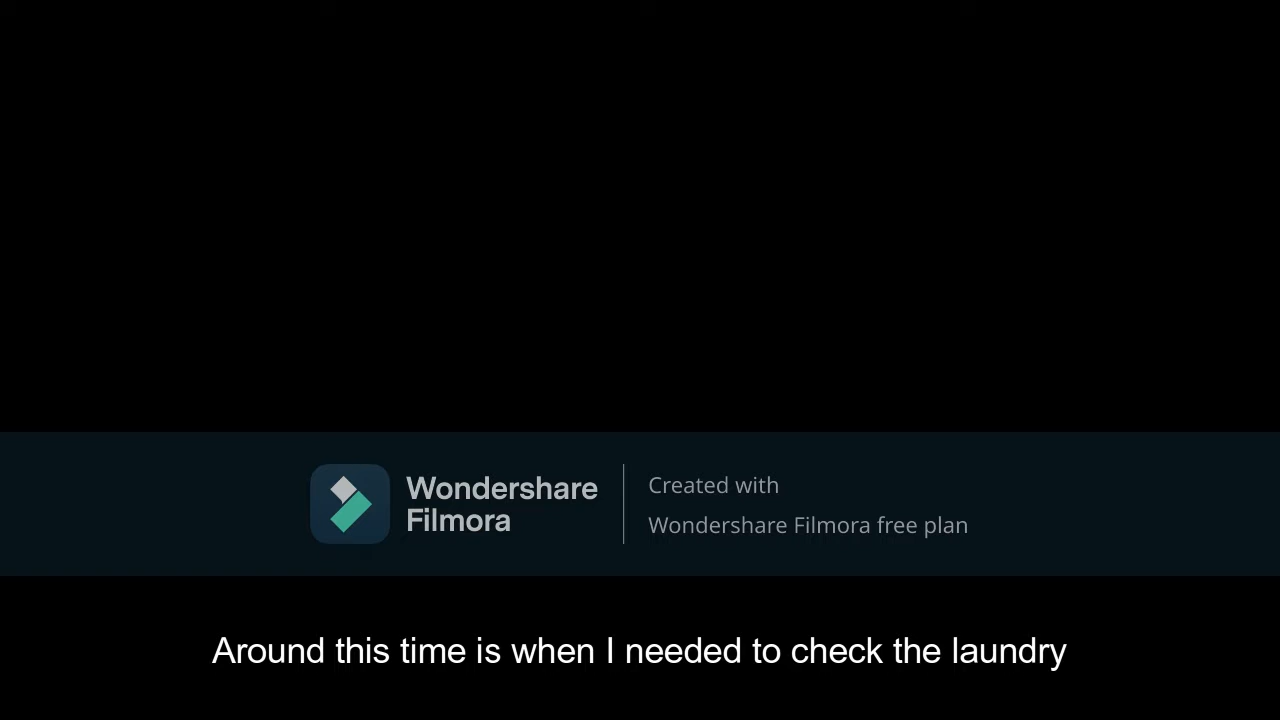 Wondershare
Filmora
Created with
Wondershare Filmora free plan
Around this time is when I needed to check the laundry